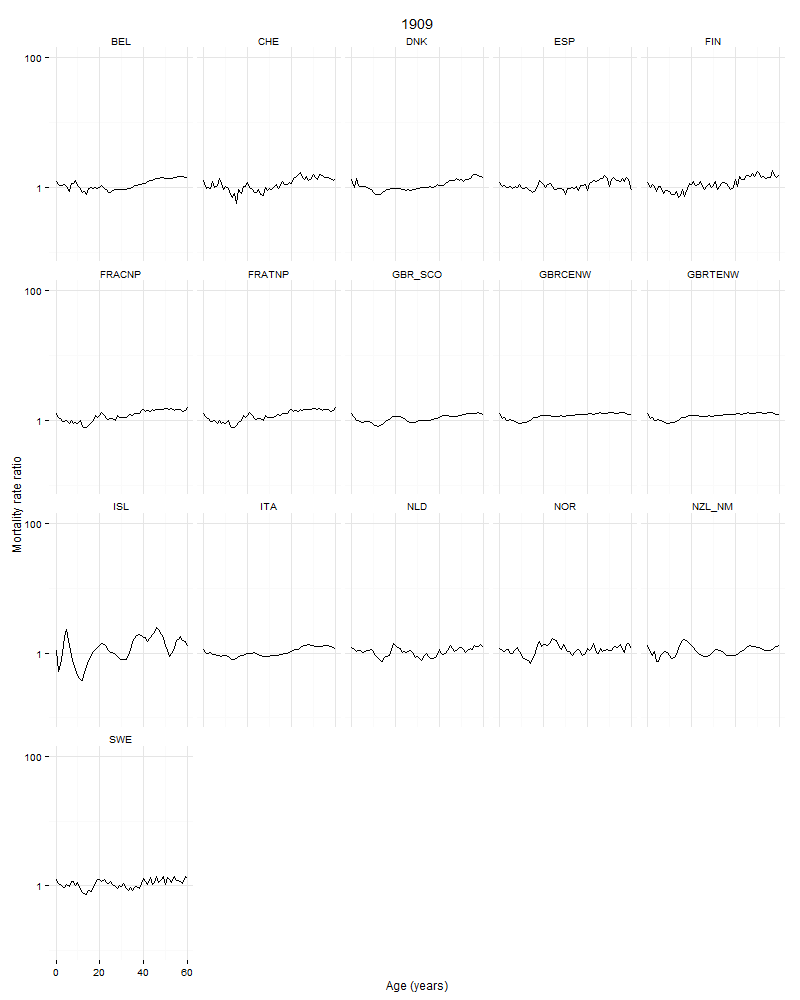 1909
BEL CHE DNK ESP FIN
100
1
FRACNP FRATNP GBR_SCO GBRCENW GBRTENW
100
1
Mortality rate ratio
ISL ITA NLD NOR NZL_NM
100
1
SWE
100
1
0 20 40 60
Age (years)